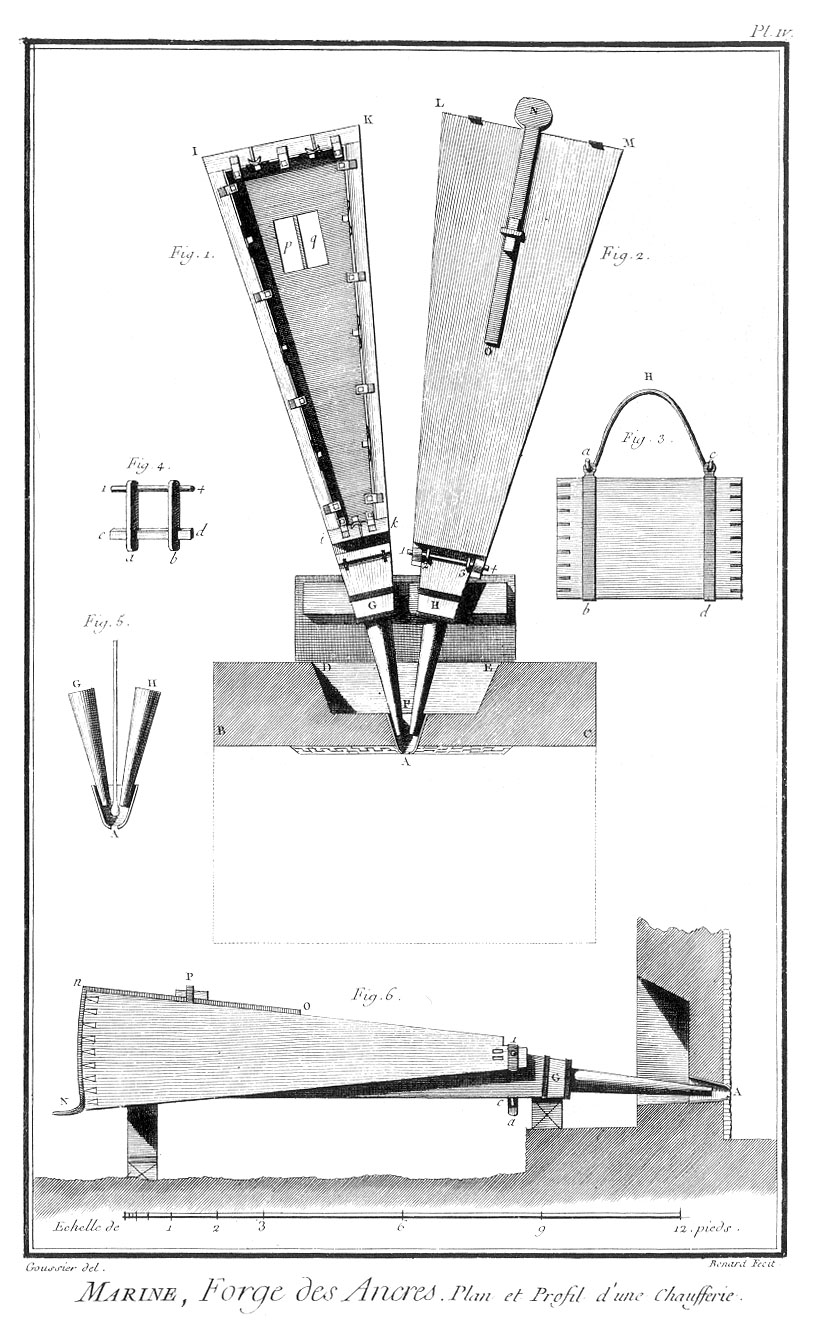 Pl. IV.
L
N
K
M
I
p q
Fig. 1.
Fig. 2.
O
H
Fig. 3.
a c
Fig. 4.
1 4
c d
a b
i k
1 2 3 4
G H
b d
Fig. 5.
G H
D E
F
B C
A
A
n P O
Fig. 6.
1
G
N
c
a
A
Echelle de 1 2 3 6 9 12. pieds.
Goussier del. Benard Fecit
MARINE, Forge des Ancres. Plan et Profil d'une Chaufferie.